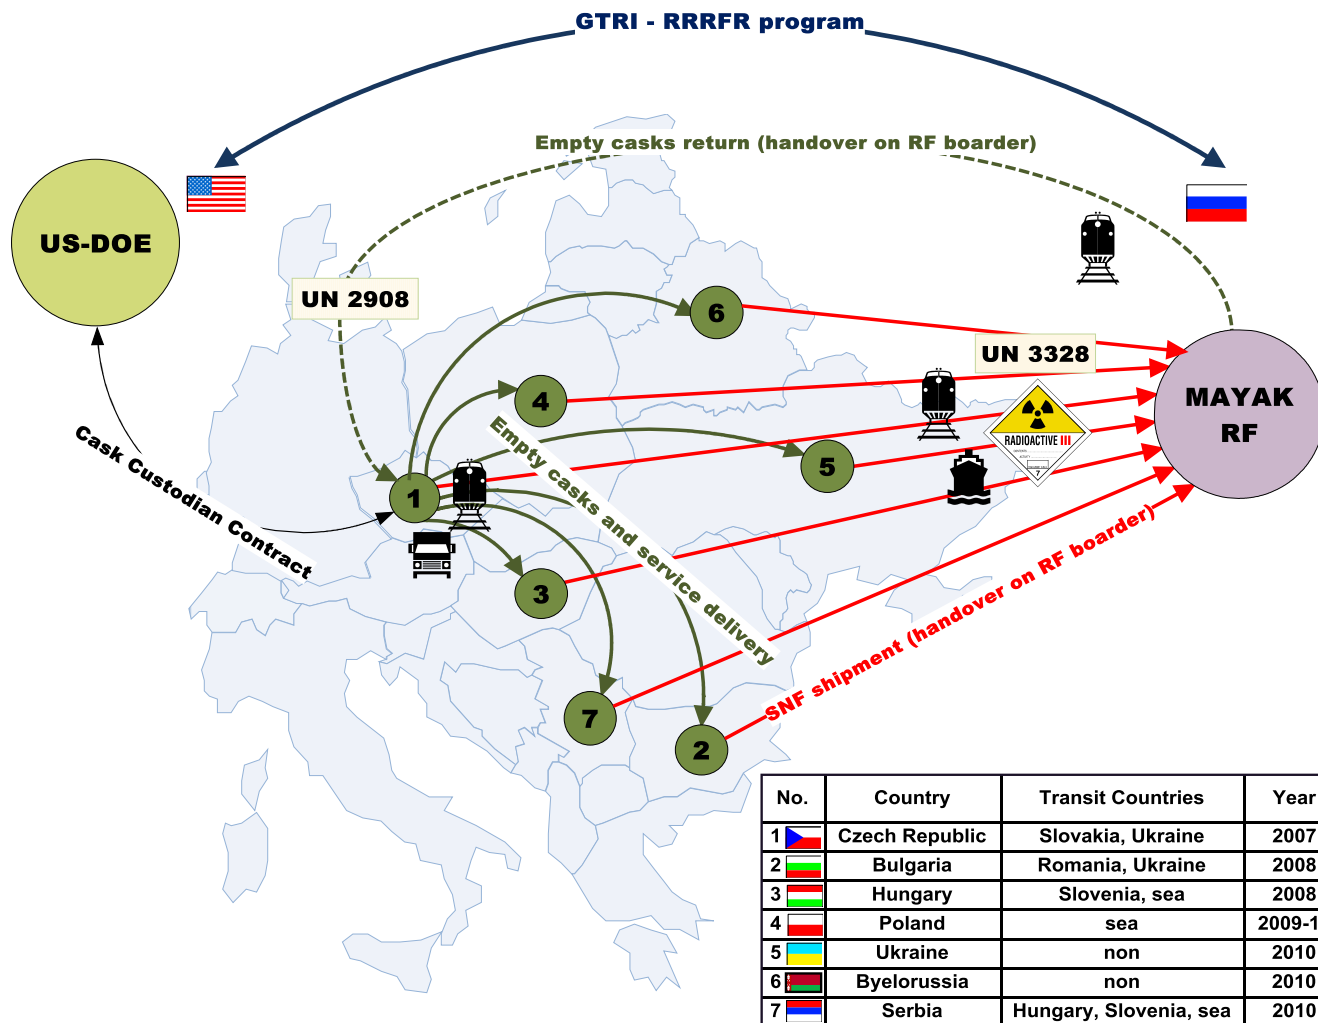 GTRI - RRRFR program
Empty casks return (handover on RF boarder)
US-DOE
UN 2908
6
UN 3328
4
MAYAK
RF
RADIOACTIVE III
7
Cask Custodian Contract
Empty casks and service delivery
1
5
3
SNF shipment (handover on RF boarder)
7
2
No. Country Transit Countries Year
1 Czech Republic Slovakia, Ukraine 2007
2 Bulgaria Romania, Ukraine 2008
3 Hungary Slovenia, sea 2008
4 Poland sea 2009-1
5 Ukraine non 2010
6 Byelorussia non 2010
7 Serbia Hungary, Slovenia, sea 2010